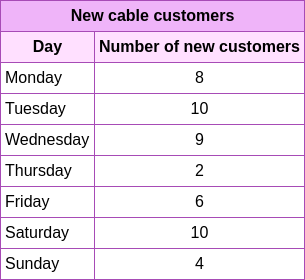 New cable customers
Day Number of new customers
Monday 8
Tuesday 10
Wednesday 9
Thursday 2
Friday 6
Saturday 10
Sunday 4